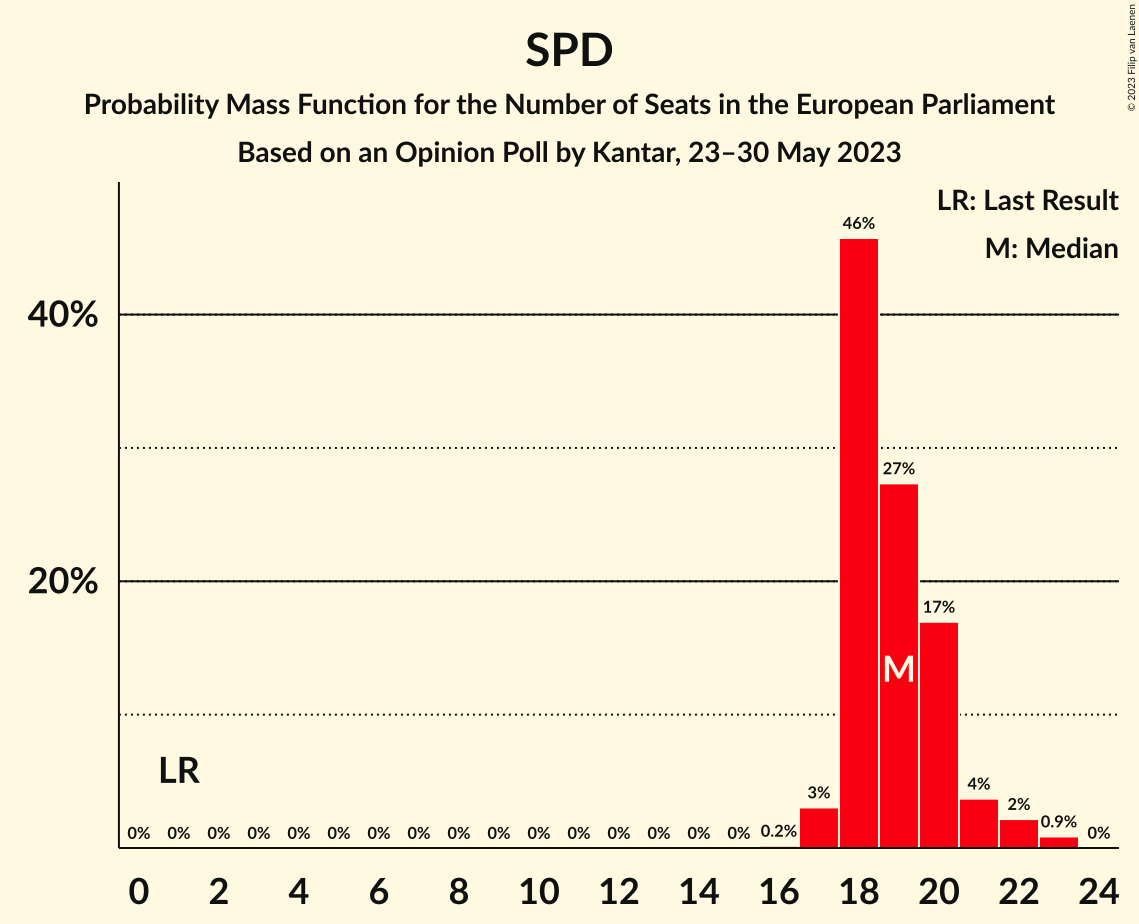 SPD
Probability Mass Function for the Number of Seats in the European Parliament
Based on an Opinion Poll by Kantar, 23–30 May 2023
© 2023 Filip van Laenen
LR: Last Result
M: Median
46%
40%
27%
20%
17%
M
LR
3%
4%
2%
0% 0% 0% 0% 0% 0% 0% 0% 0% 0% 0% 0% 0% 0% 0% 0% 0.2% 0.9% 0%
0 2 4 6 8 10 12 14 16 18 20 22 24